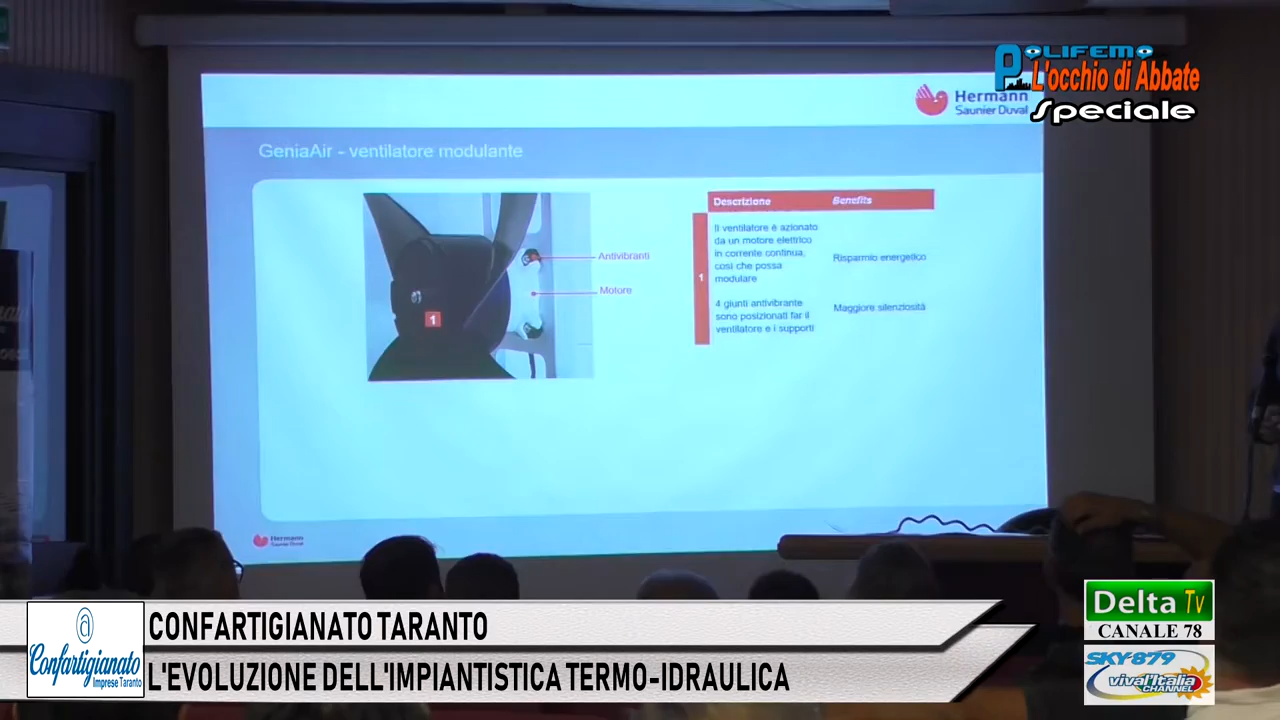 POLIFEMO
L'occhio di Abbate
Speciale
Hermann
Saunier Duval
GeniaAir - ventilatore modulante
Antivibranti
Motore
1
Descrizione Benefits
1
Il ventilatore è azionato
da un motore elettrico
in corrente continua,
così che possa
modulare
Risparmio energetico
4 giunti antivibrante
sono posizionati far il
ventilatore e i supporti
Maggiore silenziosità
Hermann
Saunier Duval
@
Confartigianato
Imprese Taranto
CONFARTIGIANATO TARANTO
L'EVOLUZIONE DELL'IMPIANTISTICA TERMO-IDRAULICA
Delta Tv
CANALE 78
SKY-879
viva l'Italia
CHANNEL